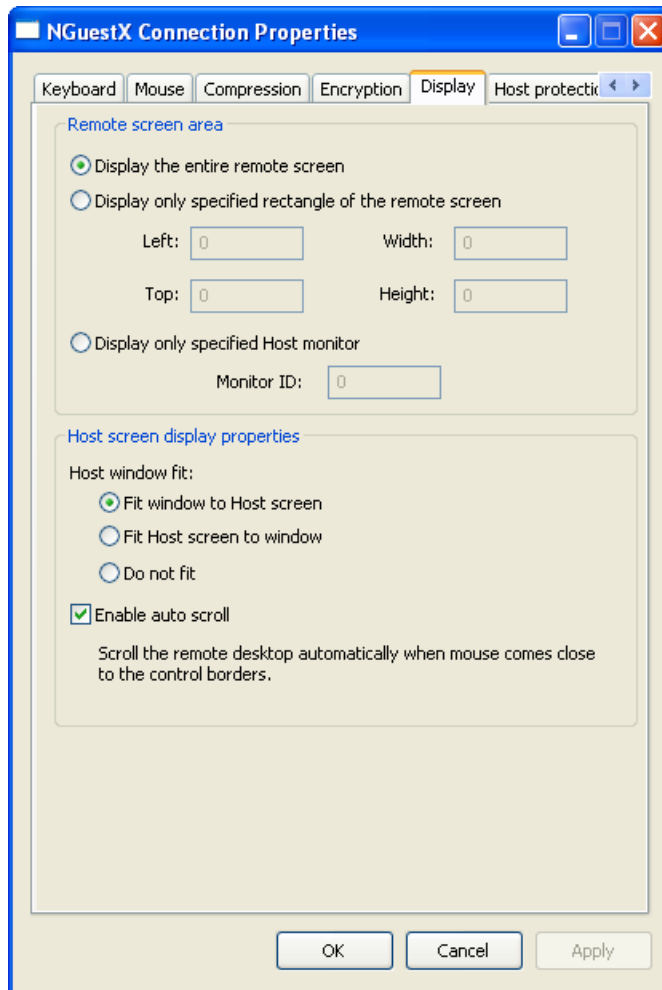 NGuestX Connection Properties
Keyboard Mouse Compression Encryption Display Host protectic
Remote screen area
Display the entire remote screen
Display only specified rectangle of the remote screen
Left: 0 Width: 0
Top: 0 Height: 0
Display only specified Host monitor
Monitor ID: 0
Host screen display properties
Host window fit:
Fit window to Host screen
Fit Host screen to window
Do not fit
Enable auto scroll
Scroll the remote desktop automatically when mouse comes close
to the control borders.
OK Cancel Apply